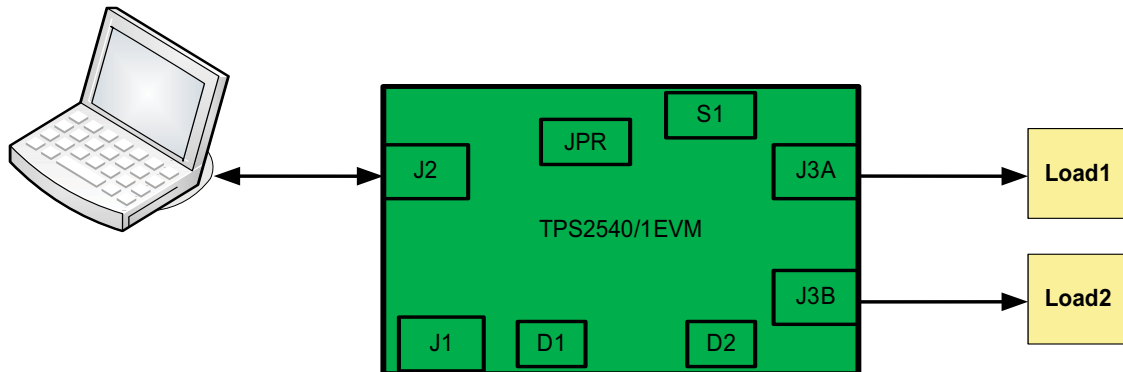 S1
JPR
J2
J3A
Load1
TPS2540/1EVM
J3B
Load2
J1
D1
D2